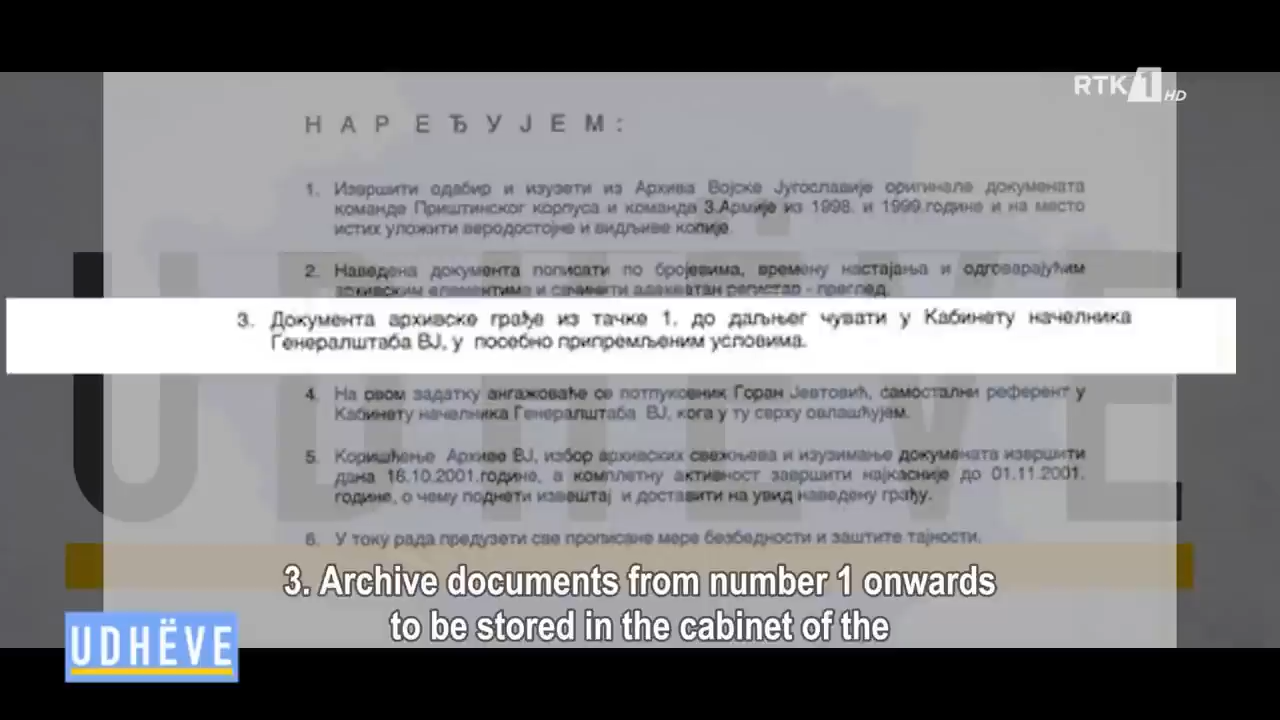 RTK 1 HD
Н А Р Е Ђ У Ј Е М :
1. Извршити одабир и изузети из Архива Војске Југославије оригинале докумената
команде Приштинског корпуса и команда 3.Армије из 1998. и 1999.године и на место
истих уложити веродостојне и видљиве копије.
2. Наведена документа пописати по бројевима, времену настајања и одговарајућим
архивским елементима и сачинити адекватан регистар - преглед.
3. Документа архивске грађе из тачке 1. до даљњег чувати у Кабинету начелника
Генералштаба ВЈ, у посебно припремљеним условима.
4. На овом задатку ангажоваће се потпуковник Горан Јевтовић, самостални референт у
Кабинету начелника Генералштаба ВЈ, кога у ту сврху овлашћујем.
5. Коришћење Архиве ВЈ, избор архивских свежњева и изузимање докумената извршити
дана 16.10.2001.године, а комплетну активност завршити најкасније до 01.11.2001.
године, о чему поднети извештај и доставити на увид наведену грађу.
6. У току рада предузети све прописане мере безбедности и заштите тајности.
UDHËVE
3. Archive documents from number 1 onwards
to be stored in the cabinet of the
UDHËVE